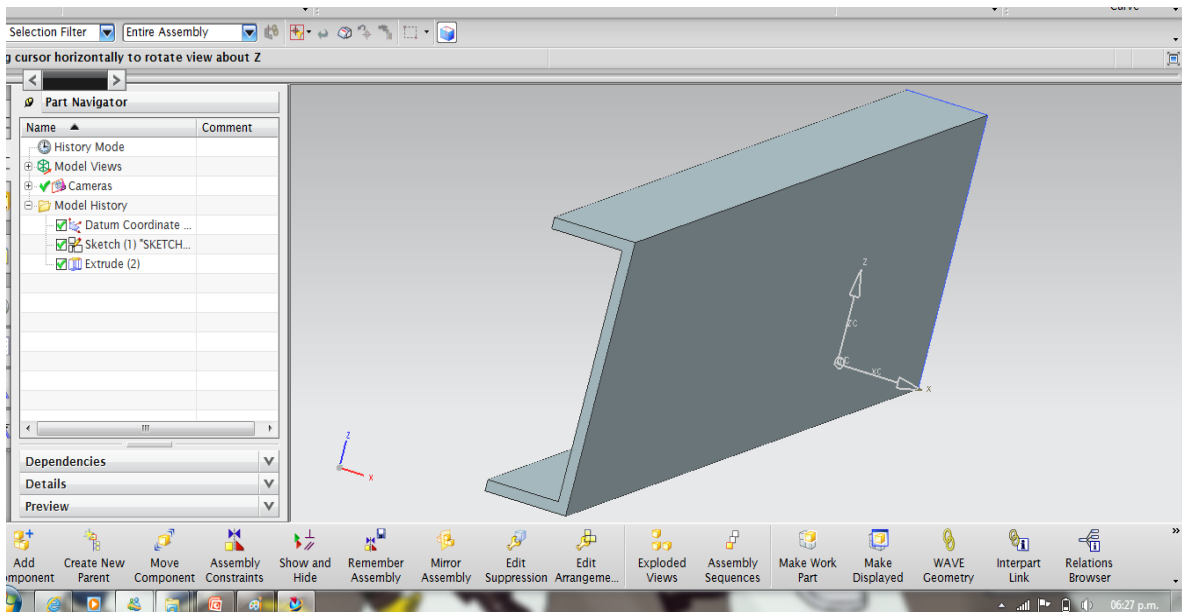 Curve
Selection Filter Entire Assembly
g cursor horizontally to rotate view about Z
Part Navigator
Name Comment
History Mode
Model Views
Cameras
Model History
Datum Coordinate ...
Sketch (1) "SKETCH...
Extrude (2)
Z
ZC
XC
X
Z
X
Dependencies
Details
Preview
Add
mponent
Create New
Parent
Move
Component
Assembly
Constraints
Show and
Hide
Remember
Assembly
Mirror
Assembly
Edit
Suppression
Edit
Arrangeme...
Exploded
Views
Assembly
Sequences
Make Work
Part
Make
Displayed
WAVE
Geometry
Interpart
Link
Relations
Browser
06:27 p.m.